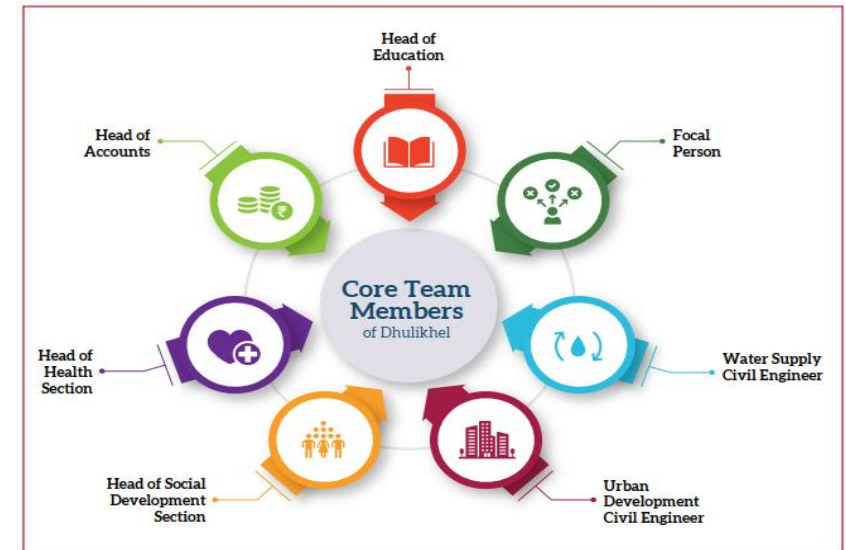 Head of
Education
Head of
Accounts
Focal
Person
Core Team
Members
of Dhulikhel
Head of
Health
Section
Water Supply
Civil Engineer
Head of Social
Development
Section
Urban
Development
Civil Engineer
₹